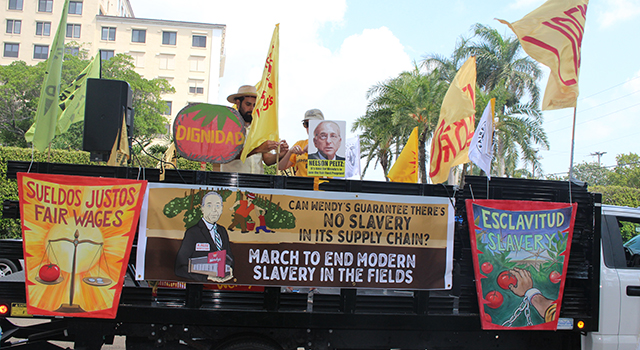 DIGNIDAD
NELSON PELTZ
SUELDOS JUSTOS
FAIR WAGES
CAN WENDY'S GUARANTEE THERE'S
NO SLAVERY
IN ITS SUPPLY CHAIN?
MARCH TO END MODERN
SLAVERY IN THE FIELDS
ESCLAVITUD
SLAVERY